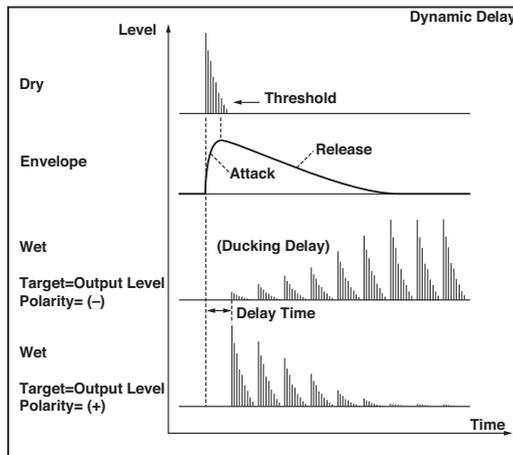 Dynamic Delay
Level
Dry
Threshold
Envelope
Release
Attack
Wet
(Ducking Delay)
Target=Output Level
Polarity= (–)
Delay Time
Wet
Target=Output Level
Polarity= (+)
Time